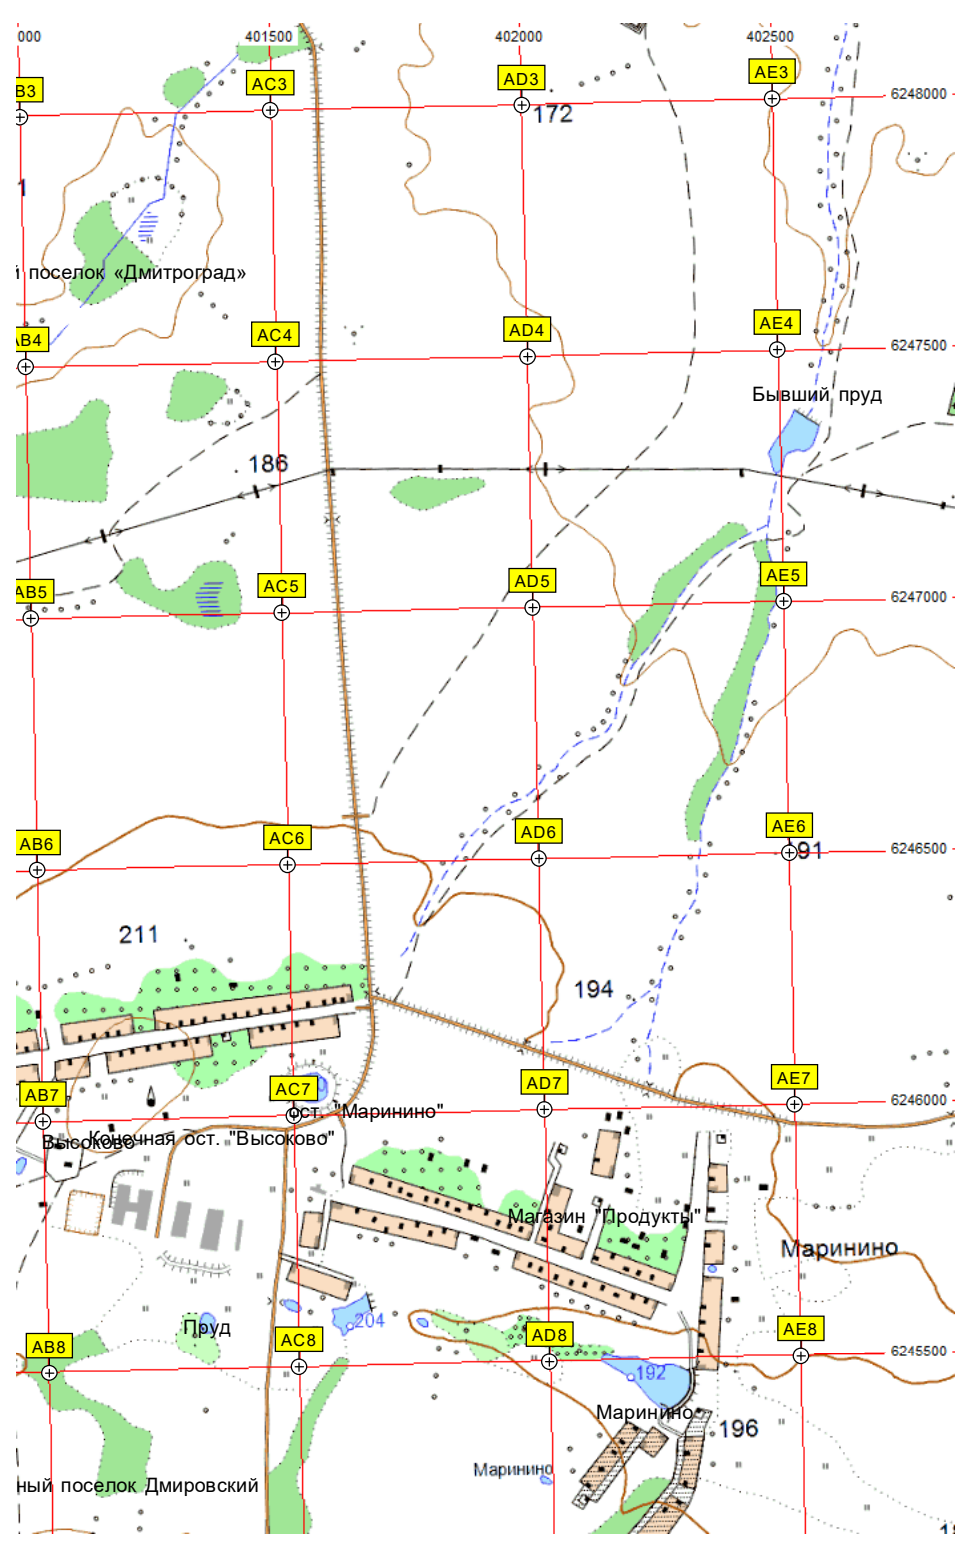 000 401500 402000 402500
B3 AC3 AD3 AE3
6248000
172
1
й поселок «Дмитроград»
AB4 AC4 AD4 AE4
6247500
Бывший пруд
186
AB5 AC5 AD5 AE5
6247000
AB6 AC6 AD6 AE6
6246500
91
211
194
AB7 AC7 AD7 AE7
6246000
ост. "Маринино"
Высоково
Конечная ост. "Высоково"
Магазин "Продукты"
Маринино
204
Пруд
AB8 AC8 AD8 AE8
6245500
192
Маринино
196
Маринино
ный поселок Дмировский